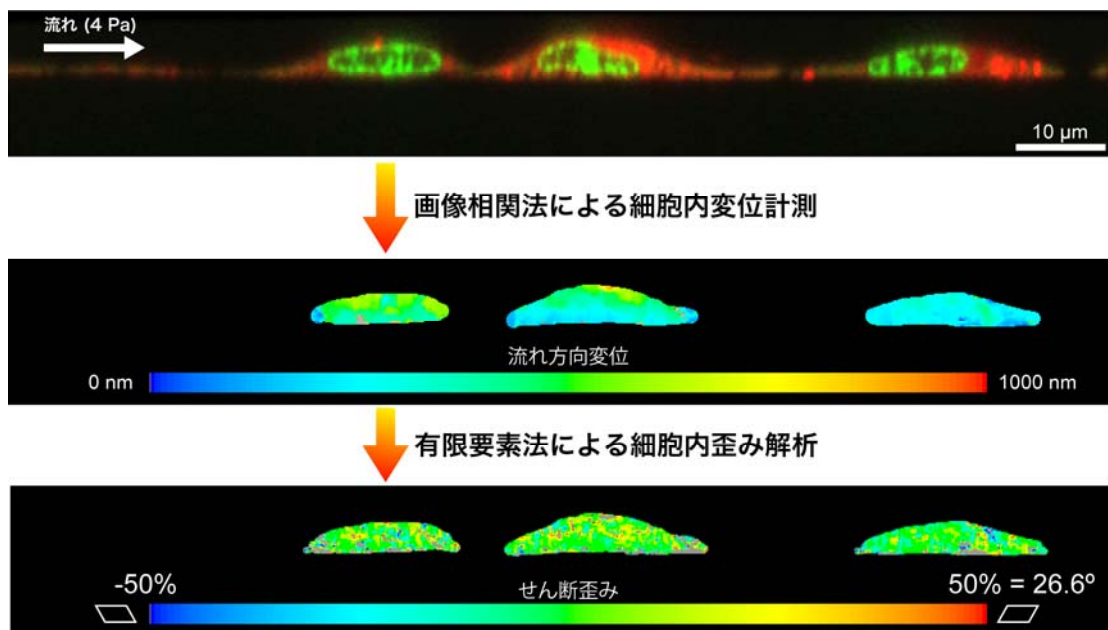 流れ (4 Pa)
10 μm
画像相関法による細胞内変位計測
流れ方向変位
0 nm
1000 nm
有限要素法による細胞内歪み解析
-50%
せん断歪み
50% = 26.6º